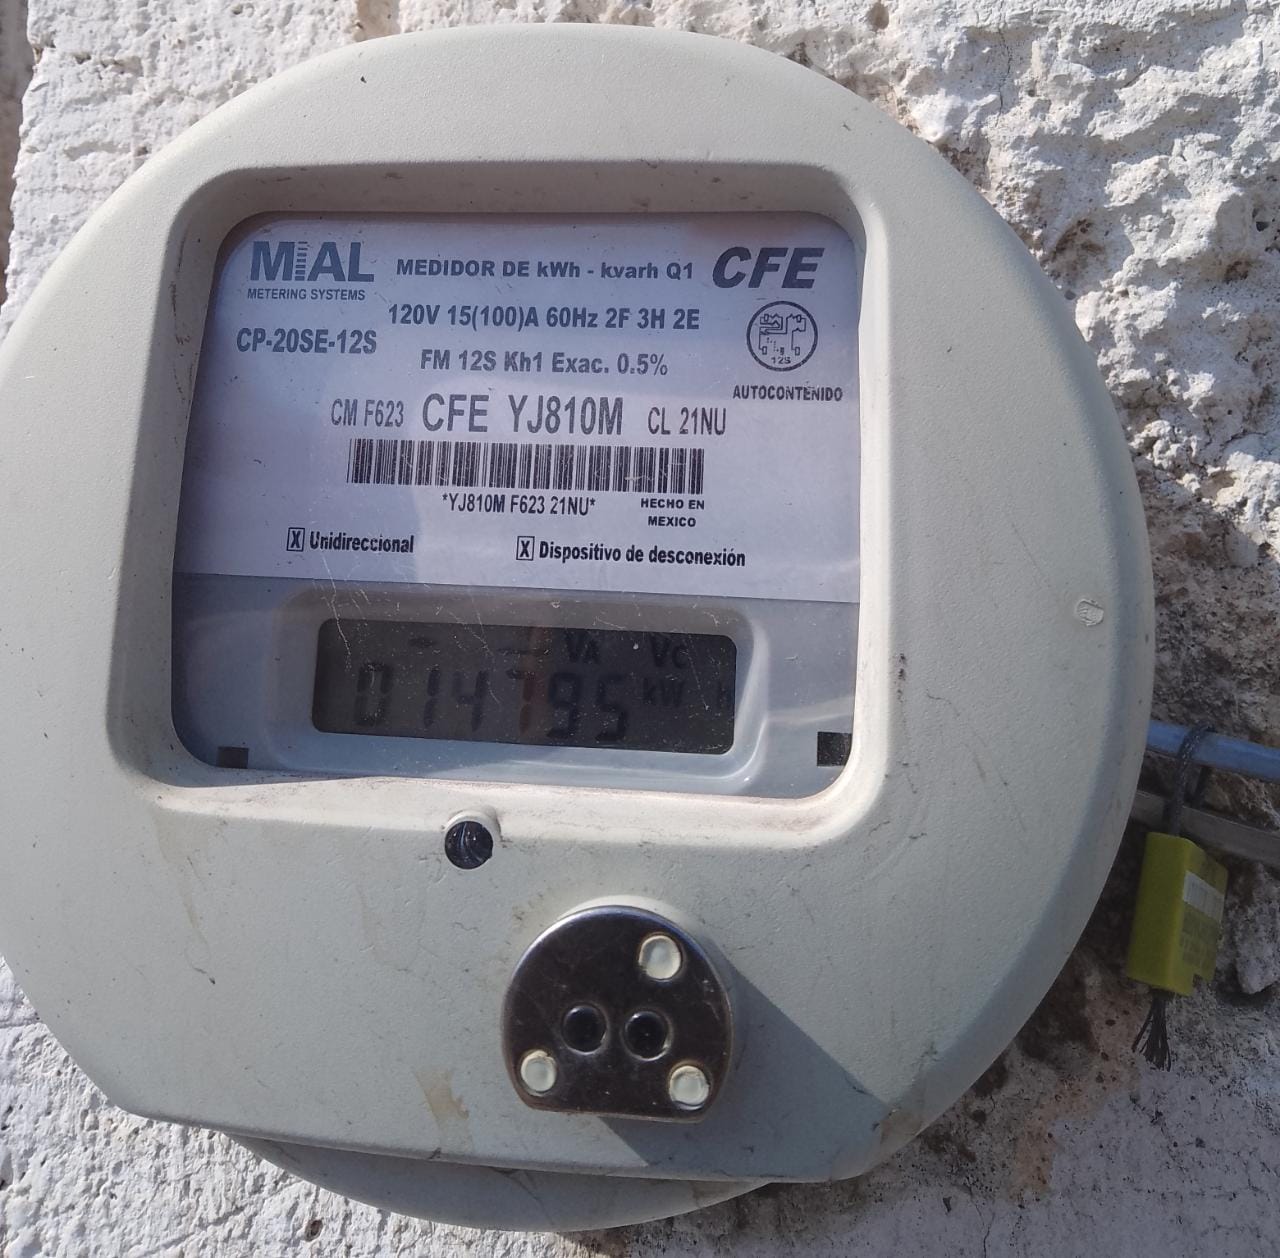 MIAL
METERING SYSTEMS
MEDIDOR DE kWh - kvarh Q1
CFE
120V 15(100)A 60Hz 2F 3H 2E
CP-20SE-12S
FM 12S Kh1 Exac. 0.5%
12S
AUTOCONTENIDO
CM F623 CFE YJ810M CL 21NU
*YJ810M F623 21NU*
HECHO EN
MEXICO
X Unidireccional
X Dispositivo de desconexión
VA VC
014795 kW h